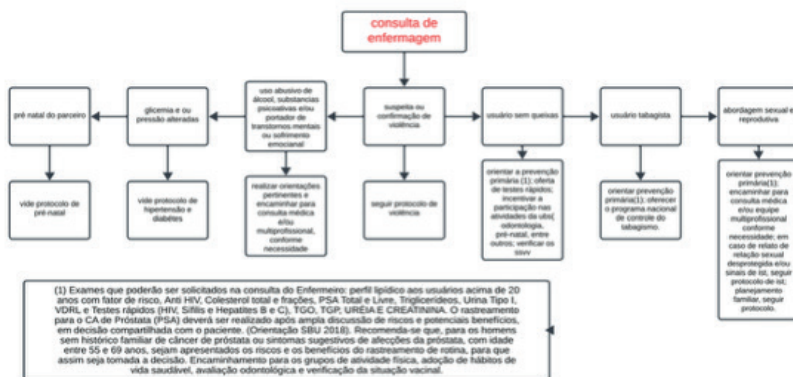 consulta de
enfermagem
pré natal do parceiro
glicemia e ou
pressão alteradas
uso abusivo de
álcool, substancias
psicoativas e/ou
portador de
transtornos mentais
ou sofrimento
emocianal
suspeita ou
confirmação de
violência.
usuário sem queixas
usuário tabagista
abordagem sexual e
reprodutiva
vide protocolo de
pré-natal
vide protocolo de
hipertensão e
diabétes
realizar orientações
pertinentes e
encaminhar para
consulta médica
e/ou
multiprofissional,
conforme
necessidade
seguir protocolo de
violência.
orientar a prevenção
primária (1); oferta
de testes rápidos;
incentivar a
participação nas
atividades da ubs(
odontologia,
pré-natal, entre
outros; verificar os
ssvv
orientar prevenção
primária(1); oferecer
o programa nacional
de controle do
tabagismo.
orientar prevenção
primária(1);
encaminhar para
consulta médica
e/ou equipe
multiprofissional
conforme
necessidade; em
caso de relato de
relação sexual
desprotegida e/ou
sinais de ist, seguir
protocolo de ist;
planejamento
familiar, seguir
protocolo.
(1) Exames que poderão ser solicitados na consulta do Enfermeiro: perfil lipídico aos usuários acima de 20
anos com fator de risco, Anti HIV, Colesterol total e frações, PSA Total e Livre, Triglicerídeos, Urina Tipo I,
VDRL e Testes rápidos (HIV, Sífilis e Hepatites B e C), TGO, TGP, URÉIA E CREATININA. O rastreamento
para o CA de Próstata (PSA) deverá ser realizado após ampla discussão de riscos e potenciais benefícios,
em decisão compartilhada com o paciente. (Orientação SBU 2018). Recomenda-se que, para os homens
sem histórico familiar de câncer de próstata ou sintomas sugestivos de afecções da próstata, com idade
entre 55 e 69 anos, sejam apresentados os riscos e os benefícios do rastreamento de rotina, para que
assim seja tomada a decisão. Encaminhamento para os grupos de atividade física, adoção de hábitos de
vida saudável, avaliação odontológica e verificação da situação vacinal.